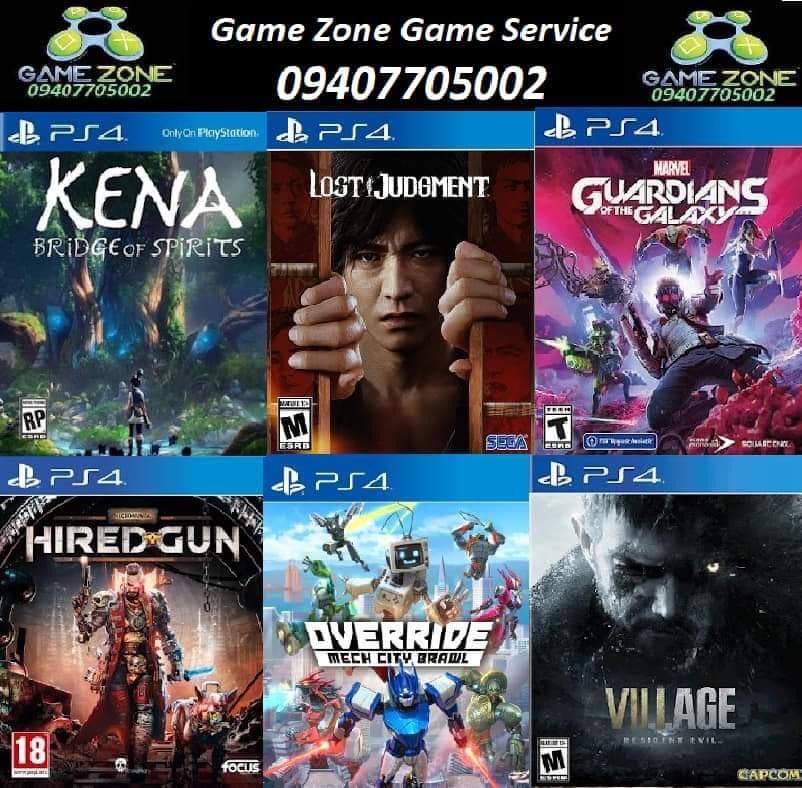 Game Zone Game Service
09407705002
GAME ZONE
09407705002
GAME ZONE
09407705002
PS4
Only On PlayStation
KENA
BRIDGE OF SPIRITS
RP
ESRB
PS4
LOST JUDGMENT
M
ESRB
SEGA
PS4
MARVEL
GUARDIANS
OF THE GALAXY
TEEN
T
ESRB
SQUARE ENIX
PS4
HIRED GUN
18
FOCUS
PS4
OVERRIDE
MECH CITY BRAWL
PS4
VILLAGE
RESIDENT EVIL
M
ESRB
CAPCOM